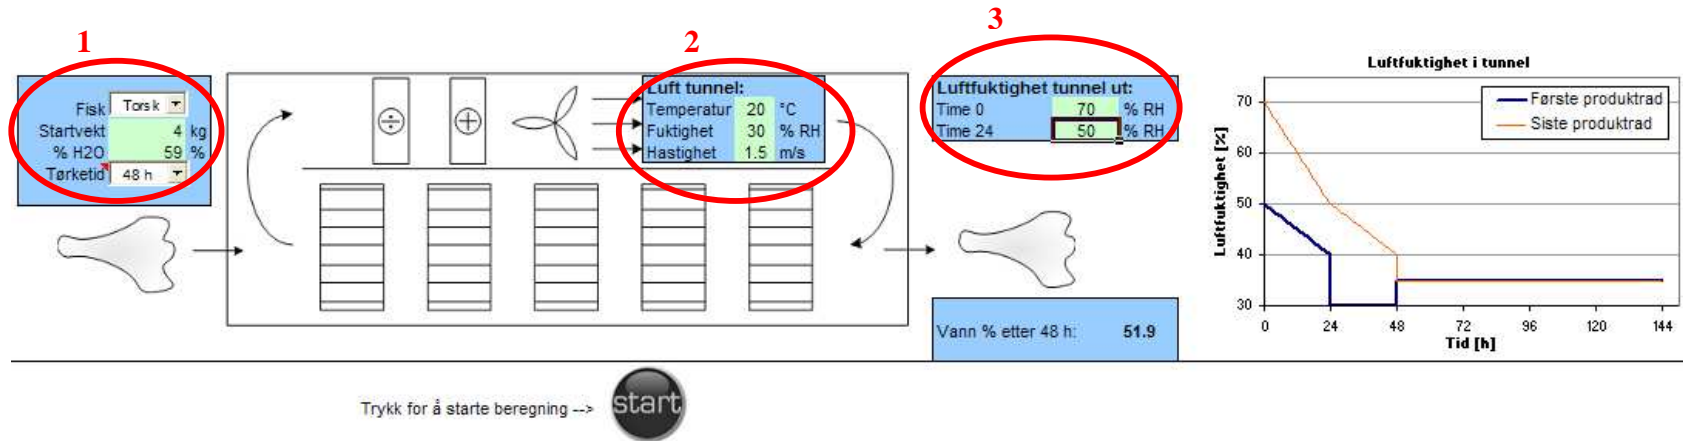 1
Fisk Torsk
Startvekt 4 kg
% H2O 59 %
Tørketid 48 h
2
Luft tunnel:
Temperatur 20 °C
Fuktighet 30 % RH
Hastighet 1.5 m/s
3
Luftfuktighet tunnel ut:
Time 0 70 % RH
Time 24 50 % RH
Vann % etter 48 h: 51.9
Luftfuktighet i tunnel
Første produktrad
Siste produktrad
Luftfuktighet [%]
70
60
50
40
30
0 24 48 72 96 120 144
Tid [h]
Trykk for å starte beregning -->
start